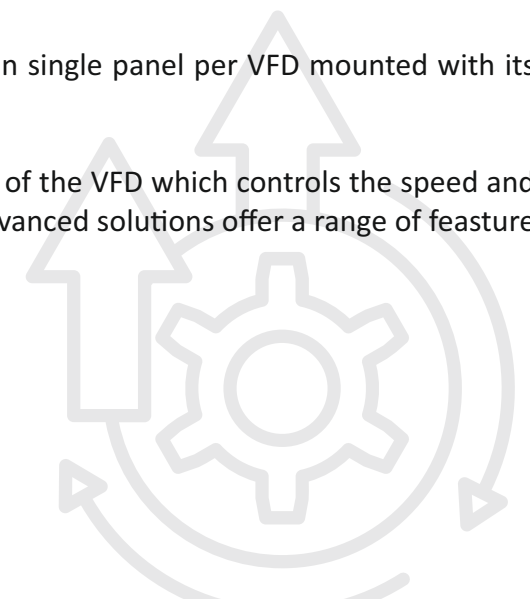 n single panel per VFD mounted with its
of the VFD which controls the speed and
vanced solutions offer a range of feasture